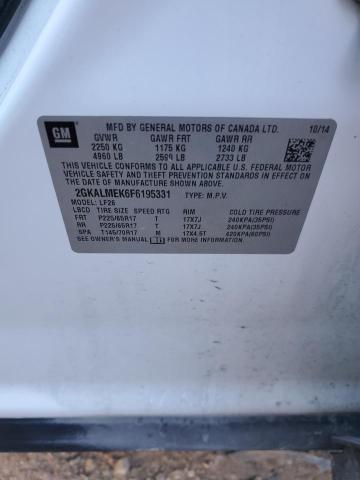 GM
MFD BY GENERAL MOTORS OF CANADA LTD. 10/14
GVWR GAWR FRT GAWR RR
2250 KG 1175 KG 1240 KG
4960 LB 2590 LB 2733 LB
THIS VEHICLE CONFORMS TO ALL APPLICABLE U.S. FEDERAL MOTOR
VEHICLE SAFETY AND THEFT PREVENTION STANDARDS IN EFFECT
ON THE DATE OF MANUFACTURE SHOWN ABOVE.
2GKALMEK6F6195331 TYPE: M.P.V.
MODEL: LF26
LBD TIRE SIZE SPEED RTG RIM COLD TIRE PRESSURE
FRT P225/65R17 T 17X7J 240KPA(35PSI)
RR P225/65R17 T 17X7J 240KPA(35PSI)
SPA T145/70R17 M 17X4.5T 420KPA(60PSI)
SEE OWNER'S MANUAL FOR ADDITIONAL INFORMATION.